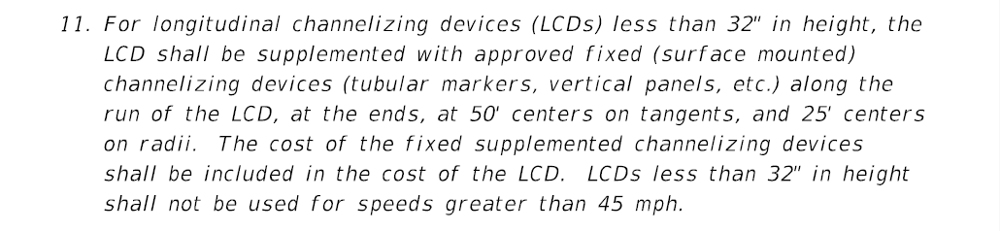 11. For longitudinal channelizing devices (LCDs) less than 32" in height, the
LCD shall be supplemented with approved fixed (surface mounted)
channelizing devices (tubular markers, vertical panels, etc.) along the
run of the LCD, at the ends, at 50' centers on tangents, and 25' centers
on radii.  The cost of the fixed supplemented channelizing devices
shall be included in the cost of the LCD.  LCDs less than 32" in height
shall not be used for speeds greater than 45 mph.